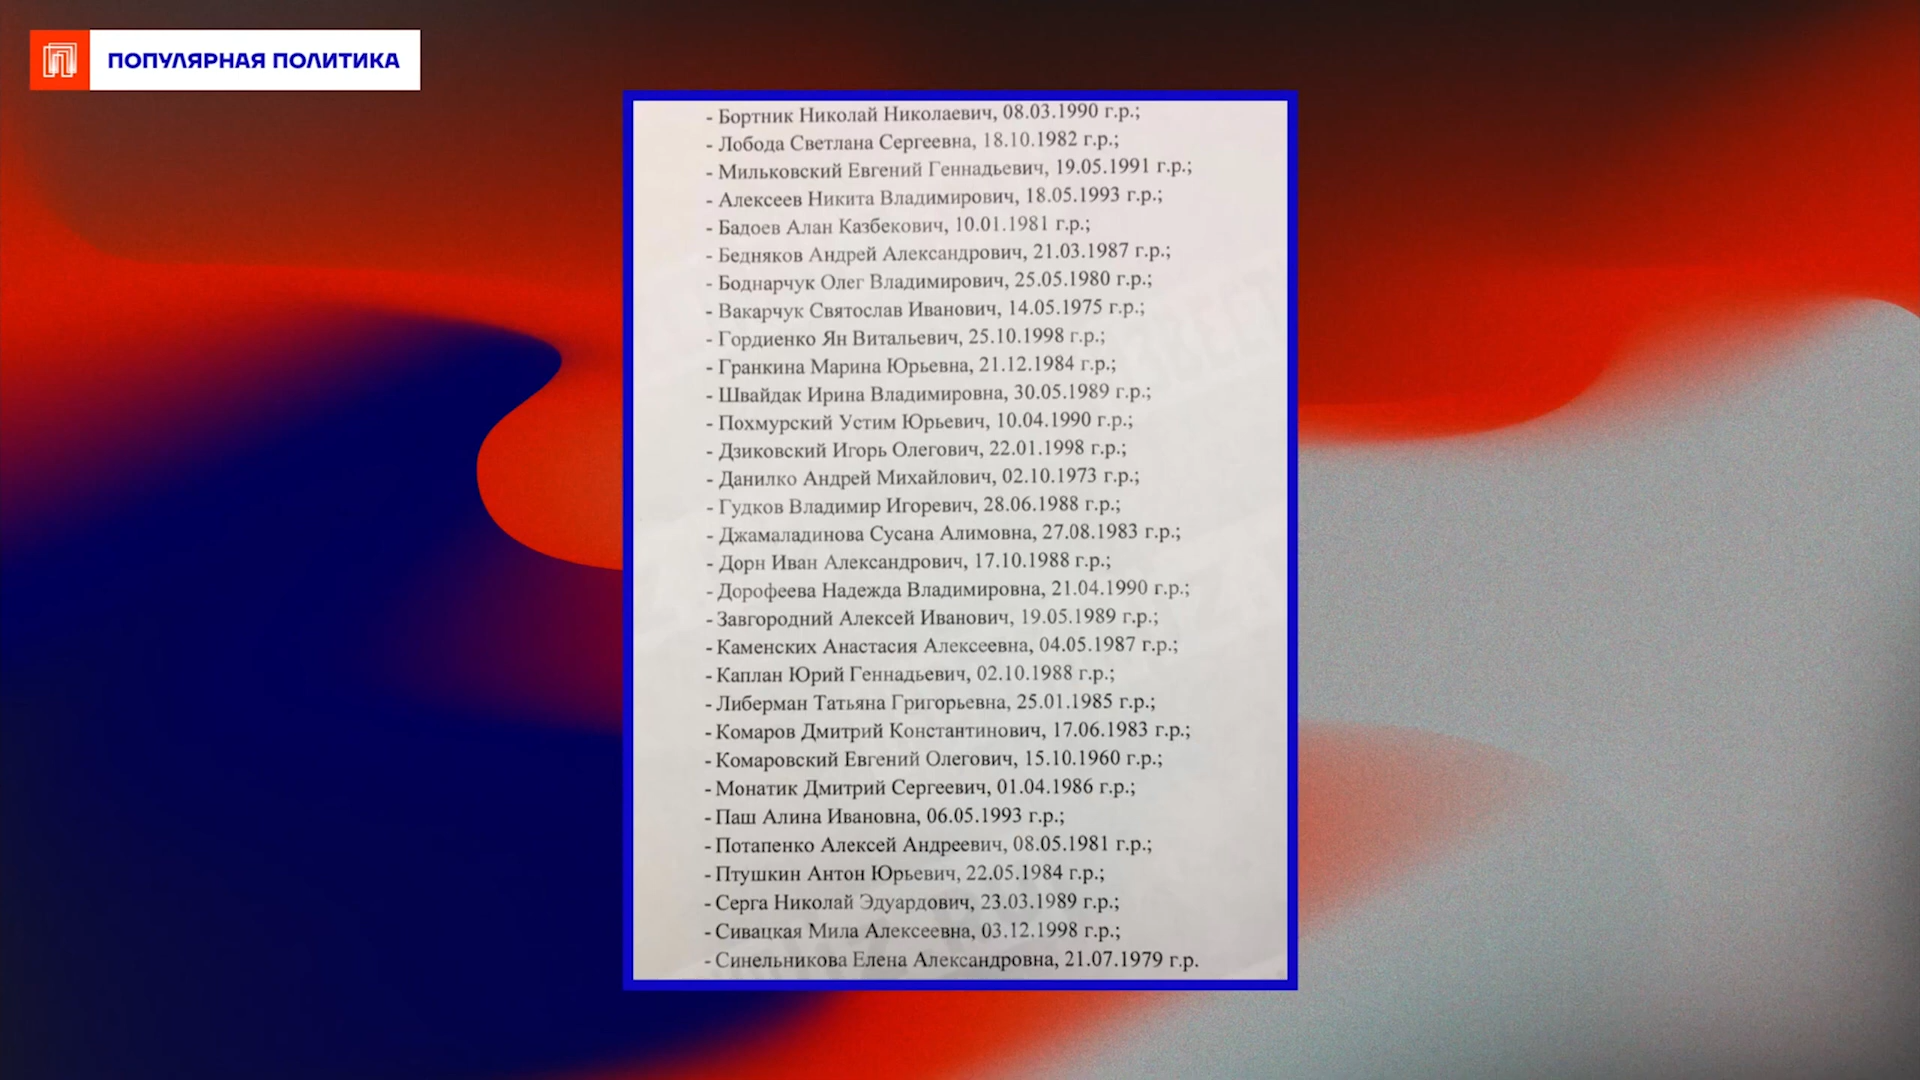 ПОПУЛЯРНАЯ ПОЛИТИКА
- Бортник Николай Николаевич, 08.03.1990 г.р.;
- Лобода Светлана Сергеевна, 18.10.1982 г.р.;
- Мильковский Евгений Геннадьевич, 19.05.1991 г.р.;
- Алексеев Никита Владимирович, 18.05.1993 г.р.;
- Бадоев Алан Казбекович, 10.01.1981 г.р.;
- Бедняков Андрей Александрович, 21.03.1987 г.р.;
- Боднарчук Олег Владимирович, 25.05.1980 г.р.;
- Вакарчук Святослав Иванович, 14.05.1975 г.р.;
- Гордиенко Ян Витальевич, 25.10.1998 г.р.;
- Гранкина Марина Юрьевна, 21.12.1984 г.р.;
- Швайдак Ирина Владимировна, 30.05.1989 г.р.;
- Похмурский Устим Юрьевич, 10.04.1990 г.р.;
- Дзиковский Игорь Олегович, 22.01.1998 г.р.;
- Данилко Андрей Михайлович, 02.10.1973 г.р.;
- Гудков Владимир Игоревич, 28.06.1988 г.р.;
- Джамаладинова Сусана Алимовна, 27.08.1983 г.р.;
- Дорн Иван Александрович, 17.10.1988 г.р.;
- Дорофеева Надежда Владимировна, 21.04.1990 г.р.;
- Завгородний Алексей Иванович, 19.05.1989 г.р.;
- Каменских Анастасия Алексеевна, 04.05.1987 г.р.;
- Каплан Юрий Геннадьевич, 02.10.1988 г.р.;
- Либерман Татьяна Григорьевна, 25.01.1985 г.р.;
- Комаров Дмитрий Константинович, 17.06.1983 г.р.;
- Комаровский Евгений Олегович, 15.10.1960 г.р.;
- Монатик Дмитрий Сергеевич, 01.04.1986 г.р.;
- Паш Алина Ивановна, 06.05.1993 г.р.;
- Потапенко Алексей Андреевич, 08.05.1981 г.р.;
- Птушкин Антон Юрьевич, 22.05.1984 г.р.;
- Серга Николай Эдуардович, 23.03.1989 г.р.;
- Сивацкая Мила Алексеевна, 03.12.1998 г.р.;
- Синельникова Елена Александровна, 21.07.1979 г.р.